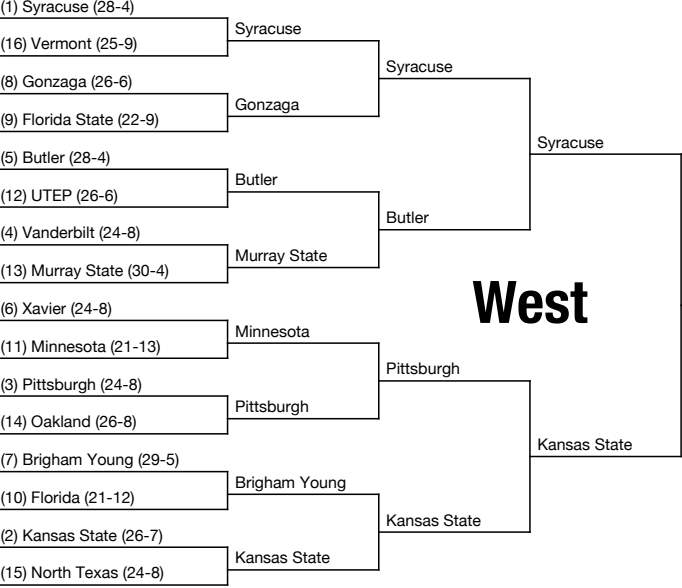 (1) Syracuse (28-4)
(16) Vermont (25-9)
(8) Gonzaga (26-6)
(9) Florida State (22-9)
(5) Butler (28-4)
(12) UTEP (26-6)
(4) Vanderbilt (24-8)
(13) Murray State (30-4)
(6) Xavier (24-8)
(11) Minnesota (21-13)
(3) Pittsburgh (24-8)
(14) Oakland (26-8)
(7) Brigham Young (29-5)
(10) Florida (21-12)
(2) Kansas State (26-7)
(15) North Texas (24-8)
Syracuse
Gonzaga
Butler
Murray State
Minnesota
Pittsburgh
Brigham Young
Kansas State
Syracuse
Butler
Pittsburgh
Kansas State
Syracuse
Kansas State
West